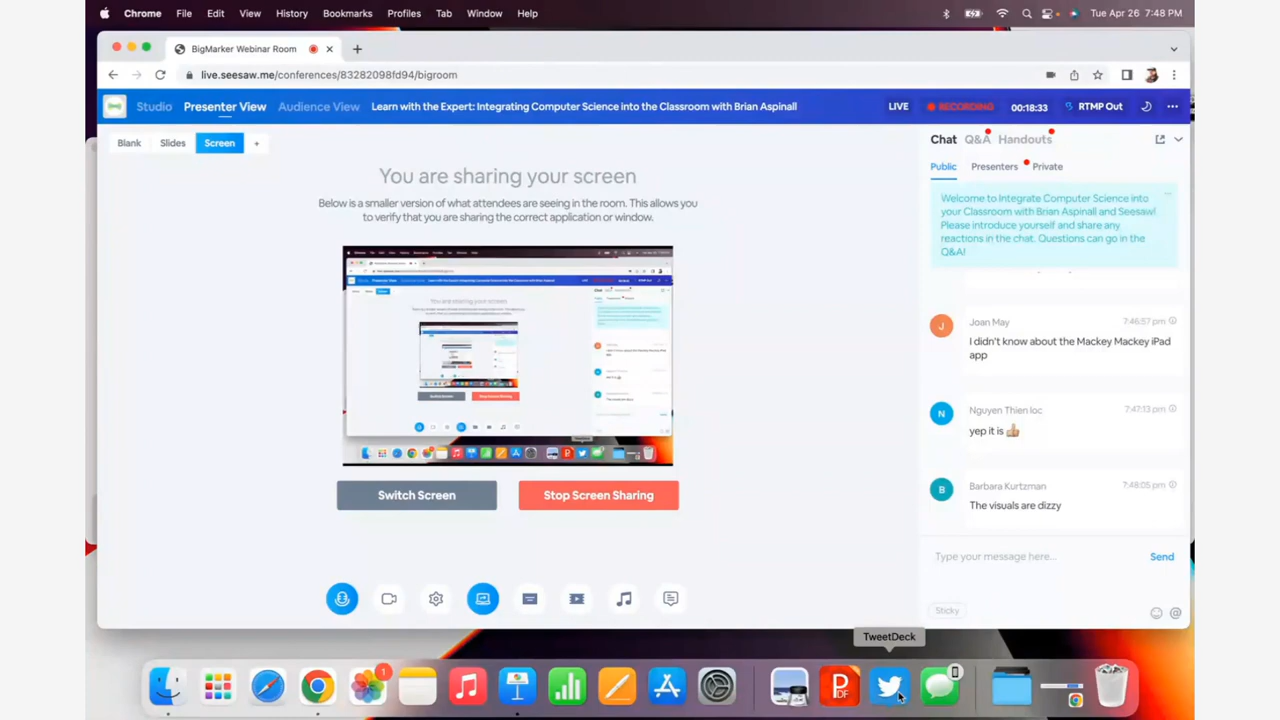 Chrome File Edit View History Bookmarks Profiles Tab Window Help Tue Apr 26 7:48 PM
BigMarker Webinar Room
live.seesaw.me/conferences/83282098fd94/bigroom
Studio Presenter View Audience View Learn with the Expert: Integrating Computer Science into the Classroom with Brian Aspinall LIVE RECORDING 00:18:33 RTMP Out
Blank Slides Screen +
You are sharing your screen
Below is a smaller version of what attendees are seeing in the room. This allows you
to verify that you are sharing the correct application or window.
Switch Screen Stop Screen Sharing
Chat Q&A Handouts
Public Presenters Private
Welcome to Integrate Computer Science into
your Classroom with Brian Aspinall and Seesaw!
Please introduce yourself and share any
reactions in the chat. Questions can go in the
Q&A!
J
Joan May 7:46:57 pm
I didn't know about the Mackey Mackey iPad
app
N
Nguyen Thien loc 7:47:13 pm
yep it is 👍🏼
B
Barbara Kurtzman 7:48:05 pm
The visuals are dizzy
Type your message here... Send
Sticky @
TweetDeck
1
PDF